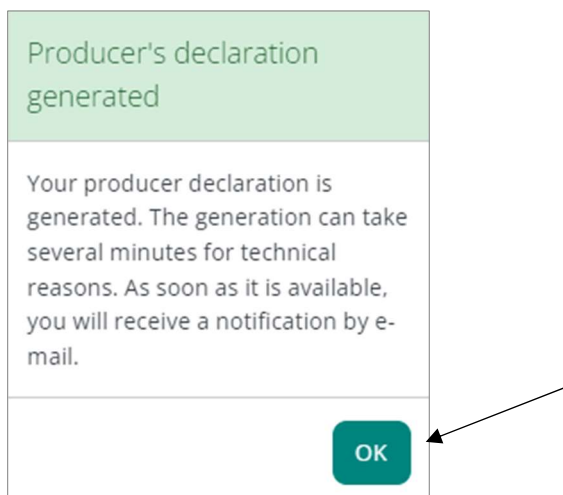 Producer's declaration
generated
Your producer declaration is
generated. The generation can take
several minutes for technical
reasons. As soon as it is available,
you will receive a notification by e-
mail.
OK